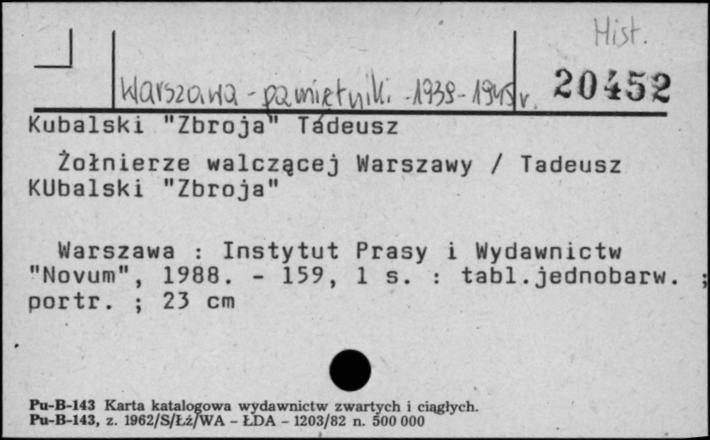 Hist.
Warszawa - pamiętniki - 1939-1945 r. 20452
Kubalski "Zbroja" Tadeusz
Żołnierze walczącej Warszawy / Tadeusz
KUbalski "Zbroja"
Warszawa : Instytut Prasy i Wydawnictw
"Novum", 1988. - 159, 1 s. : tabl.jednobarw. ;
portr. ; 23 cm
Pu-B-143 Karta katalogowa wydawnictw zwartych i ciągłych.
Pu-B-143, z. 1962/S/Łż/WA - ŁDA - 1203/82 n. 500 000